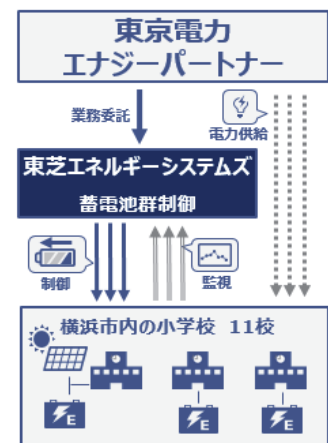 東京電力
エナジーパートナー
業務委託
電力供給
東芝エネルギーシステムズ
蓄電池群制御
制御
監視
横浜市内の小学校 11校
E
E
E